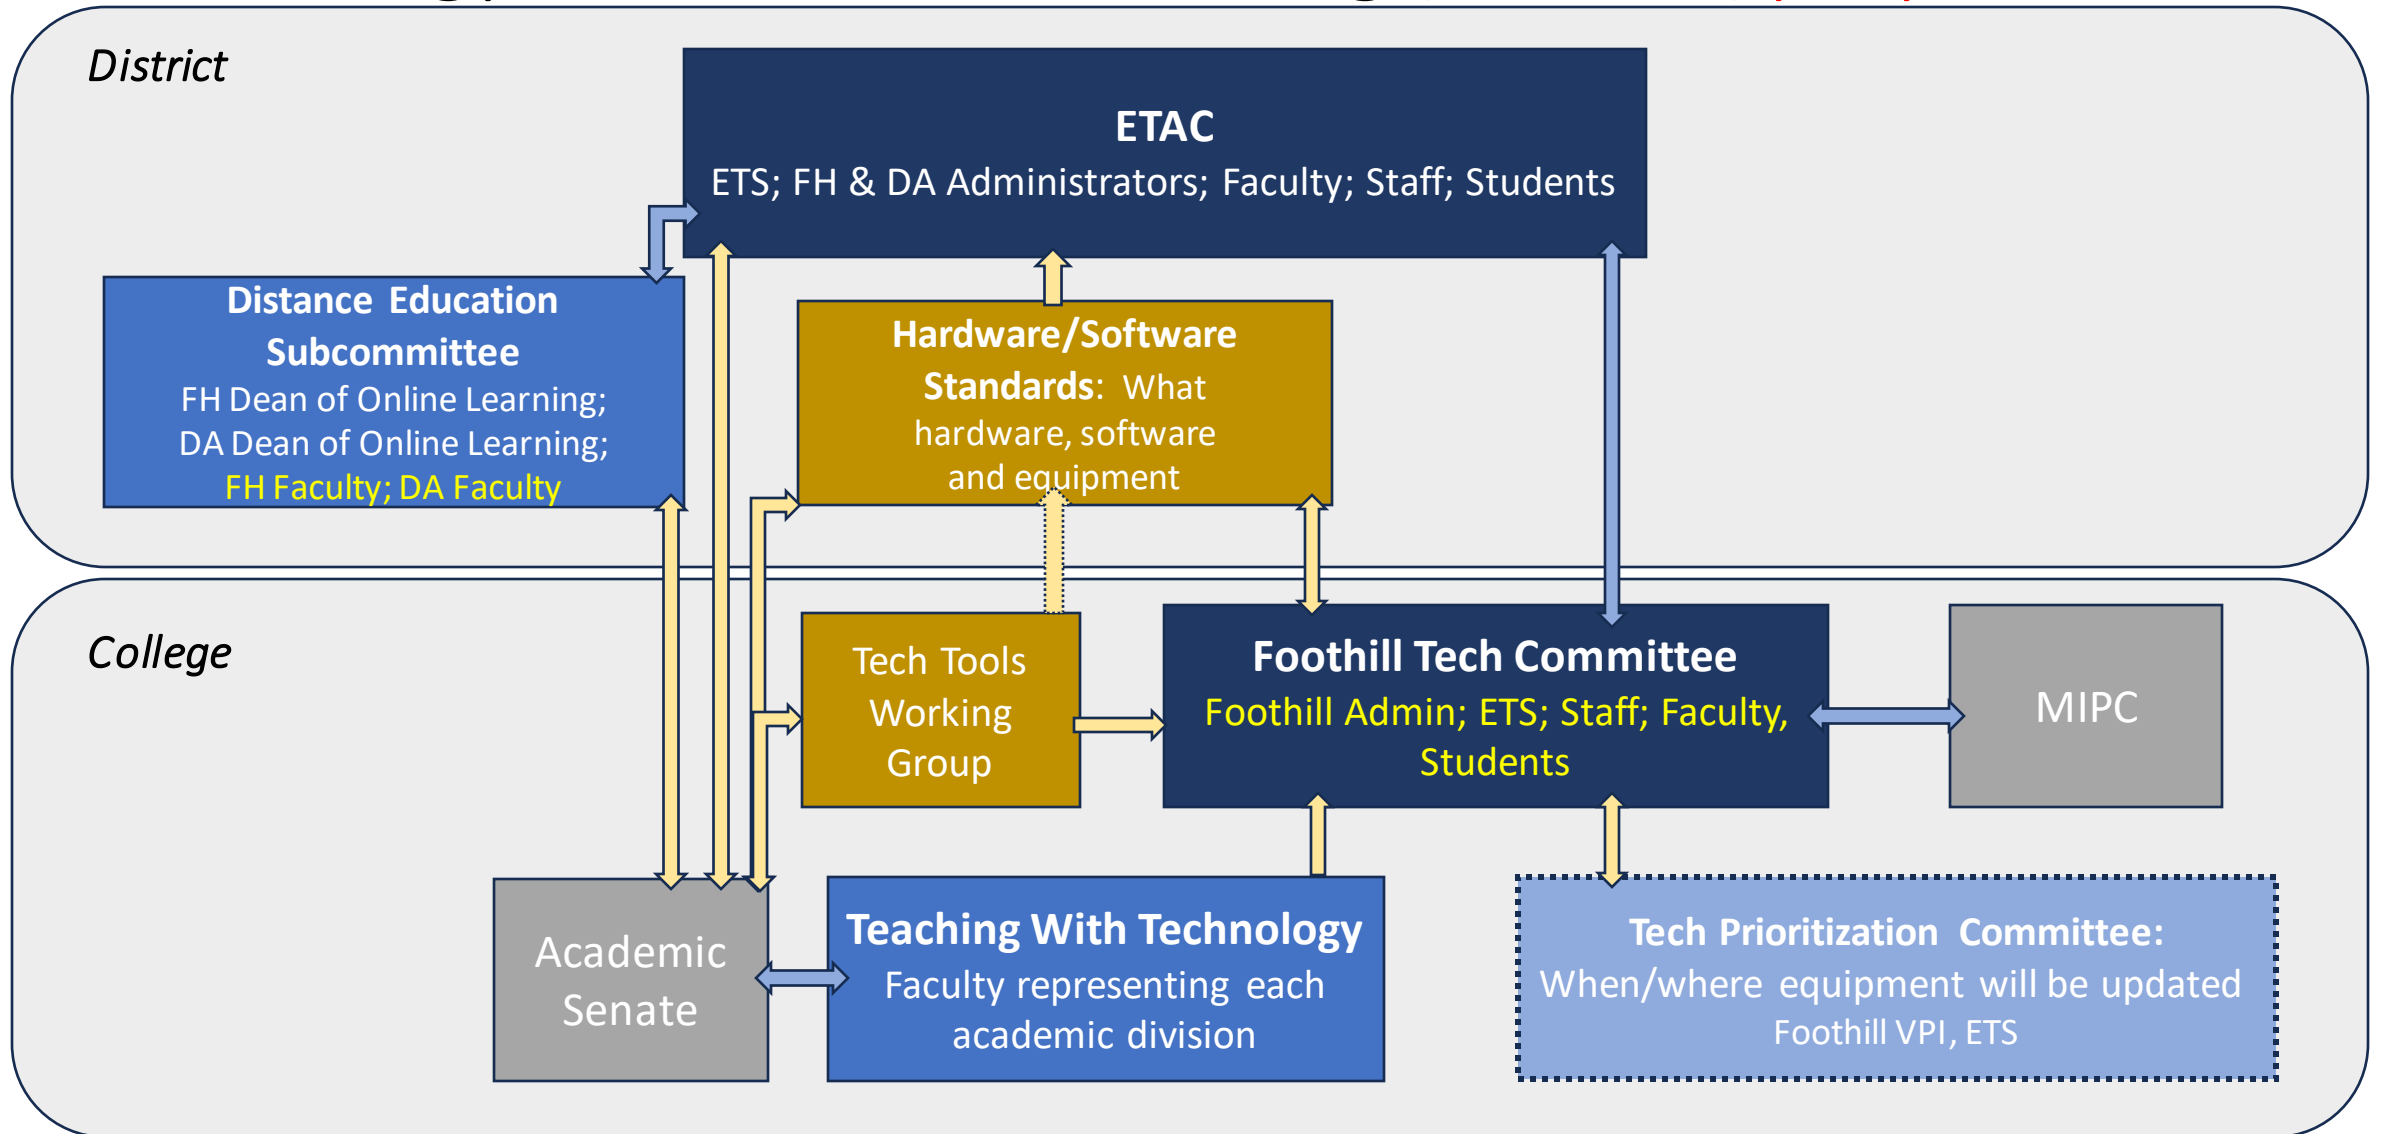 District
ETAC
ETS; FH & DA Administrators; Faculty; Staff; Students
Distance Education
Subcommittee
FH Dean of Online Learning;
DA Dean of Online Learning;
FH Faculty; DA Faculty
Hardware/Software
Standards: What
hardware, software
and equipment
College
Tech Tools
Working
Group
Foothill Tech Committee
Foothill Admin; ETS; Staff; Faculty,
Students
MIPC
Academic
Senate
Teaching With Technology
Faculty representing each
academic division
Tech Prioritization Committee:
When/where equipment will be updated
Foothill VPI, ETS